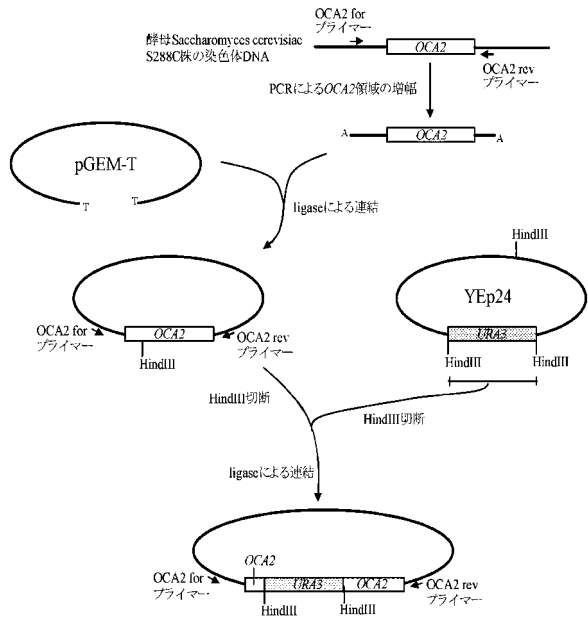 OCA2 for
プライマー
酵母Saccharomyces cerevisiac
S288C株の染色体DNA
OCA2
OCA2 rev
プライマー
PCRによるOCA2領域の増幅
A
OCA2
A
pGEM-T
T
T
ligaseによる連結
HindIII
YEp24
OCA2 for
プライマー
OCA2
OCA2 rev
プライマー
HindIII
URA3
HindIII
HindIII
HindIII切断
HindIII切断
ligaseによる連結
OCA2 for
プライマー
OCA2
URA3
OCA2
OCA2 rev
プライマー
HindIII
HindIII